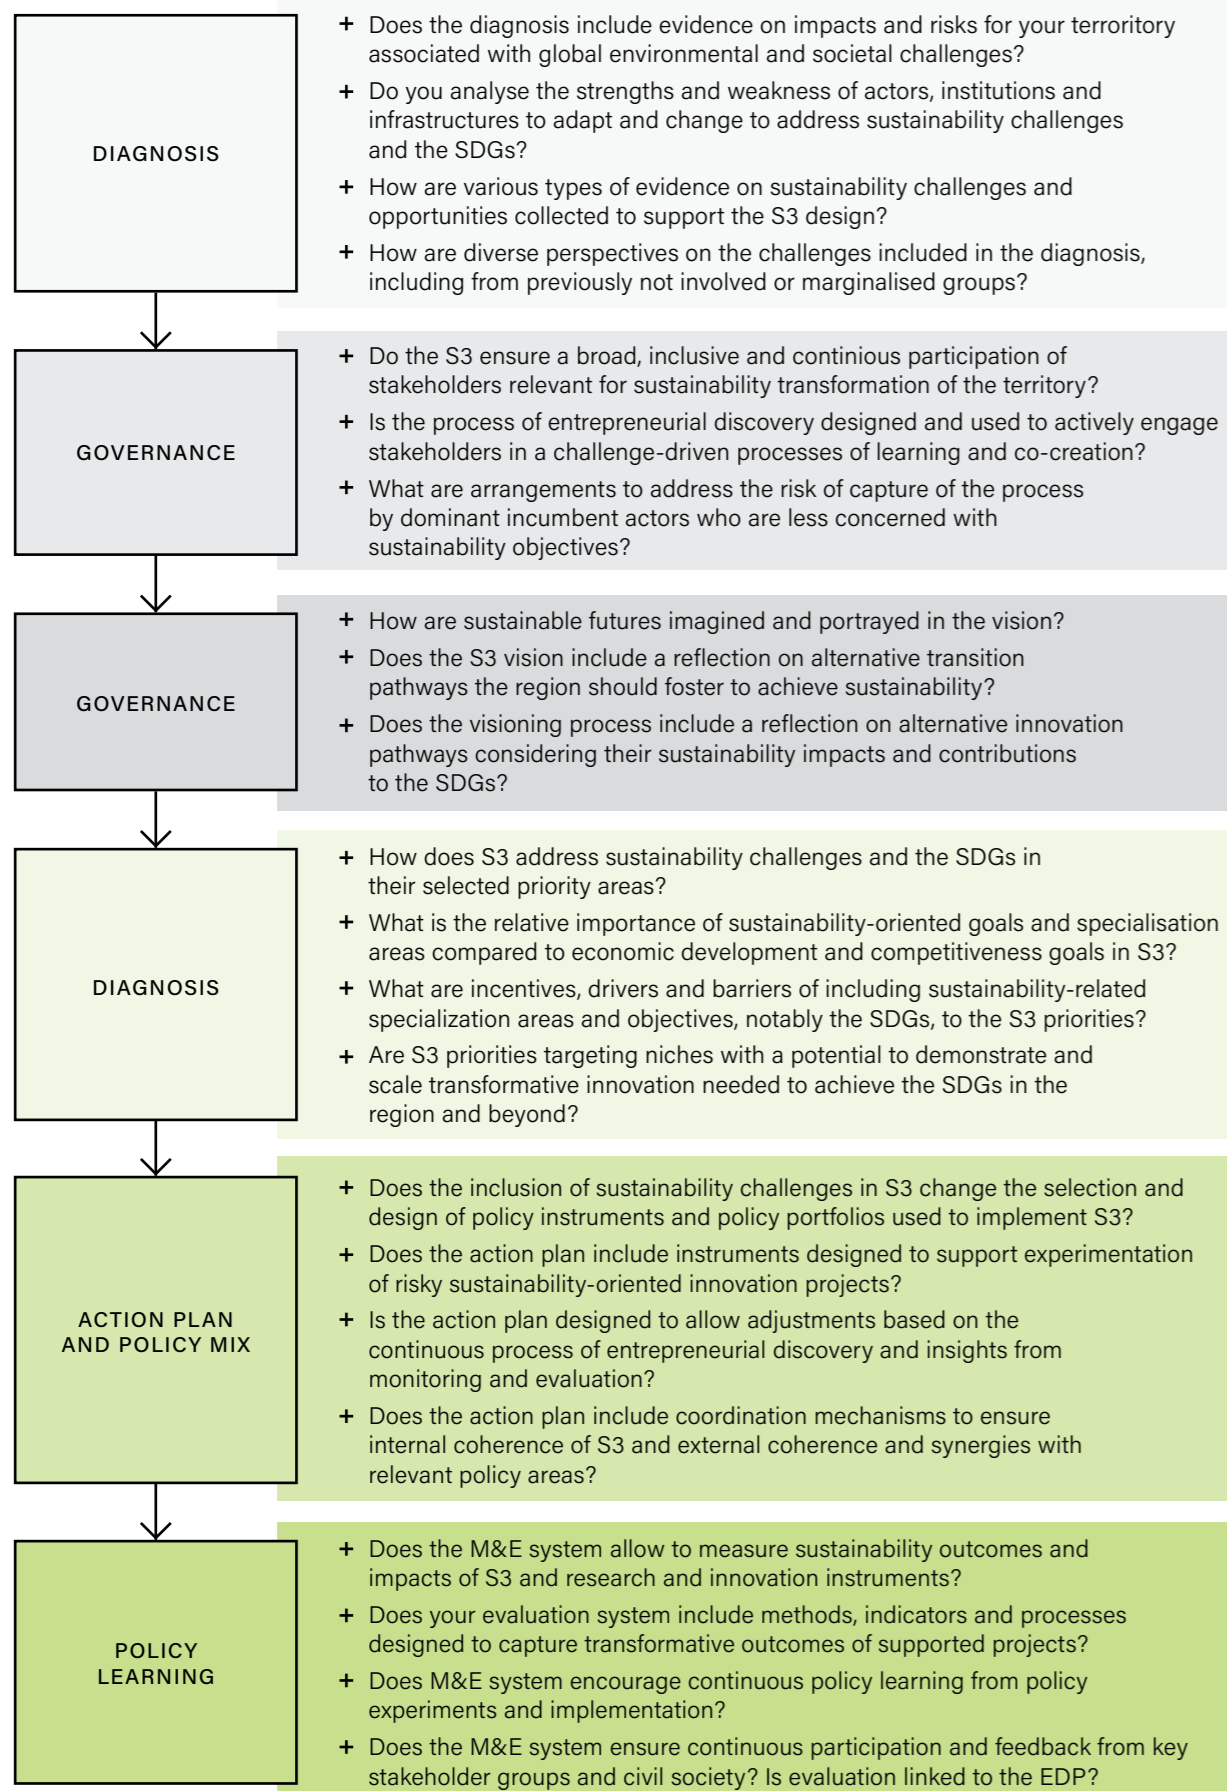 DIAGNOSIS
+ Does the diagnosis include evidence on impacts and risks for your terroritory
associated with global environmental and societal challenges?
+ Do you analyse the strengths and weakness of actors, institutions and
infrastructures to adapt and change to address sustainability challenges
and the SDGs?
+ How are various types of evidence on sustainability challenges and
opportunities collected to support the S3 design?
+ How are diverse perspectives on the challenges included in the diagnosis,
including from previously not involved or marginalised groups?
GOVERNANCE
+ Do the S3 ensure a broad, inclusive and continious participation of
stakeholders relevant for sustainability transformation of the territory?
+ Is the process of entrepreneurial discovery designed and used to actively engage
stakeholders in a challenge-driven processes of learning and co-creation?
+ What are arrangements to address the risk of capture of the process
by dominant incumbent actors who are less concerned with
sustainability objectives?
GOVERNANCE
+ How are sustainable futures imagined and portrayed in the vision?
+ Does the S3 vision include a reflection on alternative transition
pathways the region should foster to achieve sustainability?
+ Does the visioning process include a reflection on alternative innovation
pathways considering their sustainability impacts and contributions
to the SDGs?
DIAGNOSIS
+ How does S3 address sustainability challenges and the SDGs in
their selected priority areas?
+ What is the relative importance of sustainability-oriented goals and specialisation
areas compared to economic development and competitiveness goals in S3?
+ What are incentives, drivers and barriers of including sustainability-related
specialization areas and objectives, notably the SDGs, to the S3 priorities?
+ Are S3 priorities targeting niches with a potential to demonstrate and
scale transformative innovation needed to achieve the SDGs in the
region and beyond?
ACTION PLAN
AND POLICY MIX
+ Does the inclusion of sustainability challenges in S3 change the selection and
design of policy instruments and policy portfolios used to implement S3?
+ Does the action plan include instruments designed to support experimentation
of risky sustainability-oriented innovation projects?
+ Is the action plan designed to allow adjustments based on the
continuous process of entrepreneurial discovery and insights from
monitoring and evaluation?
+ Does the action plan include coordination mechanisms to ensure
internal coherence of S3 and external coherence and synergies with
relevant policy areas?
POLICY
LEARNING
+ Does the M&E system allow to measure sustainability outcomes and
impacts of S3 and research and innovation instruments?
+ Does your evaluation system include methods, indicators and processes
designed to capture transformative outcomes of supported projects?
+ Does M&E system encourage continuous policy learning from policy
experiments and implementation?
+ Does the M&E system ensure continuous participation and feedback from key
stakeholder groups and civil society? Is evaluation linked to the EDP?